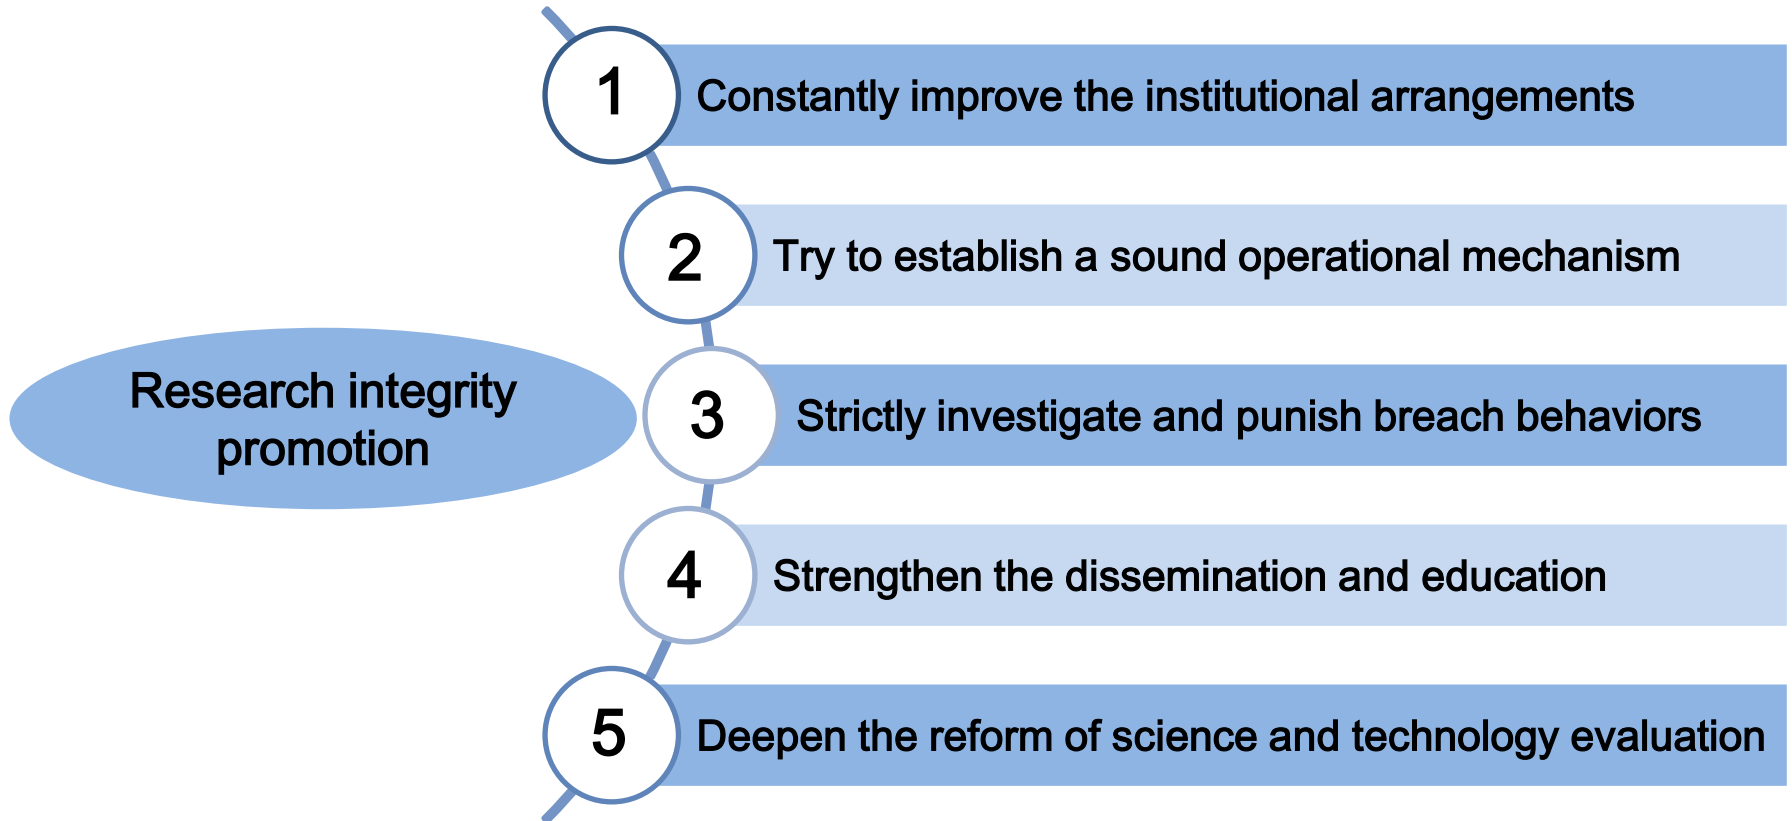 1
Constantly improve the institutional arrangements
2
Try to establish a sound operational mechanism
Research integrity
promotion
3
Strictly investigate and punish breach behaviors
4
Strengthen the dissemination and education
5
Deepen the reform of science and technology evaluation